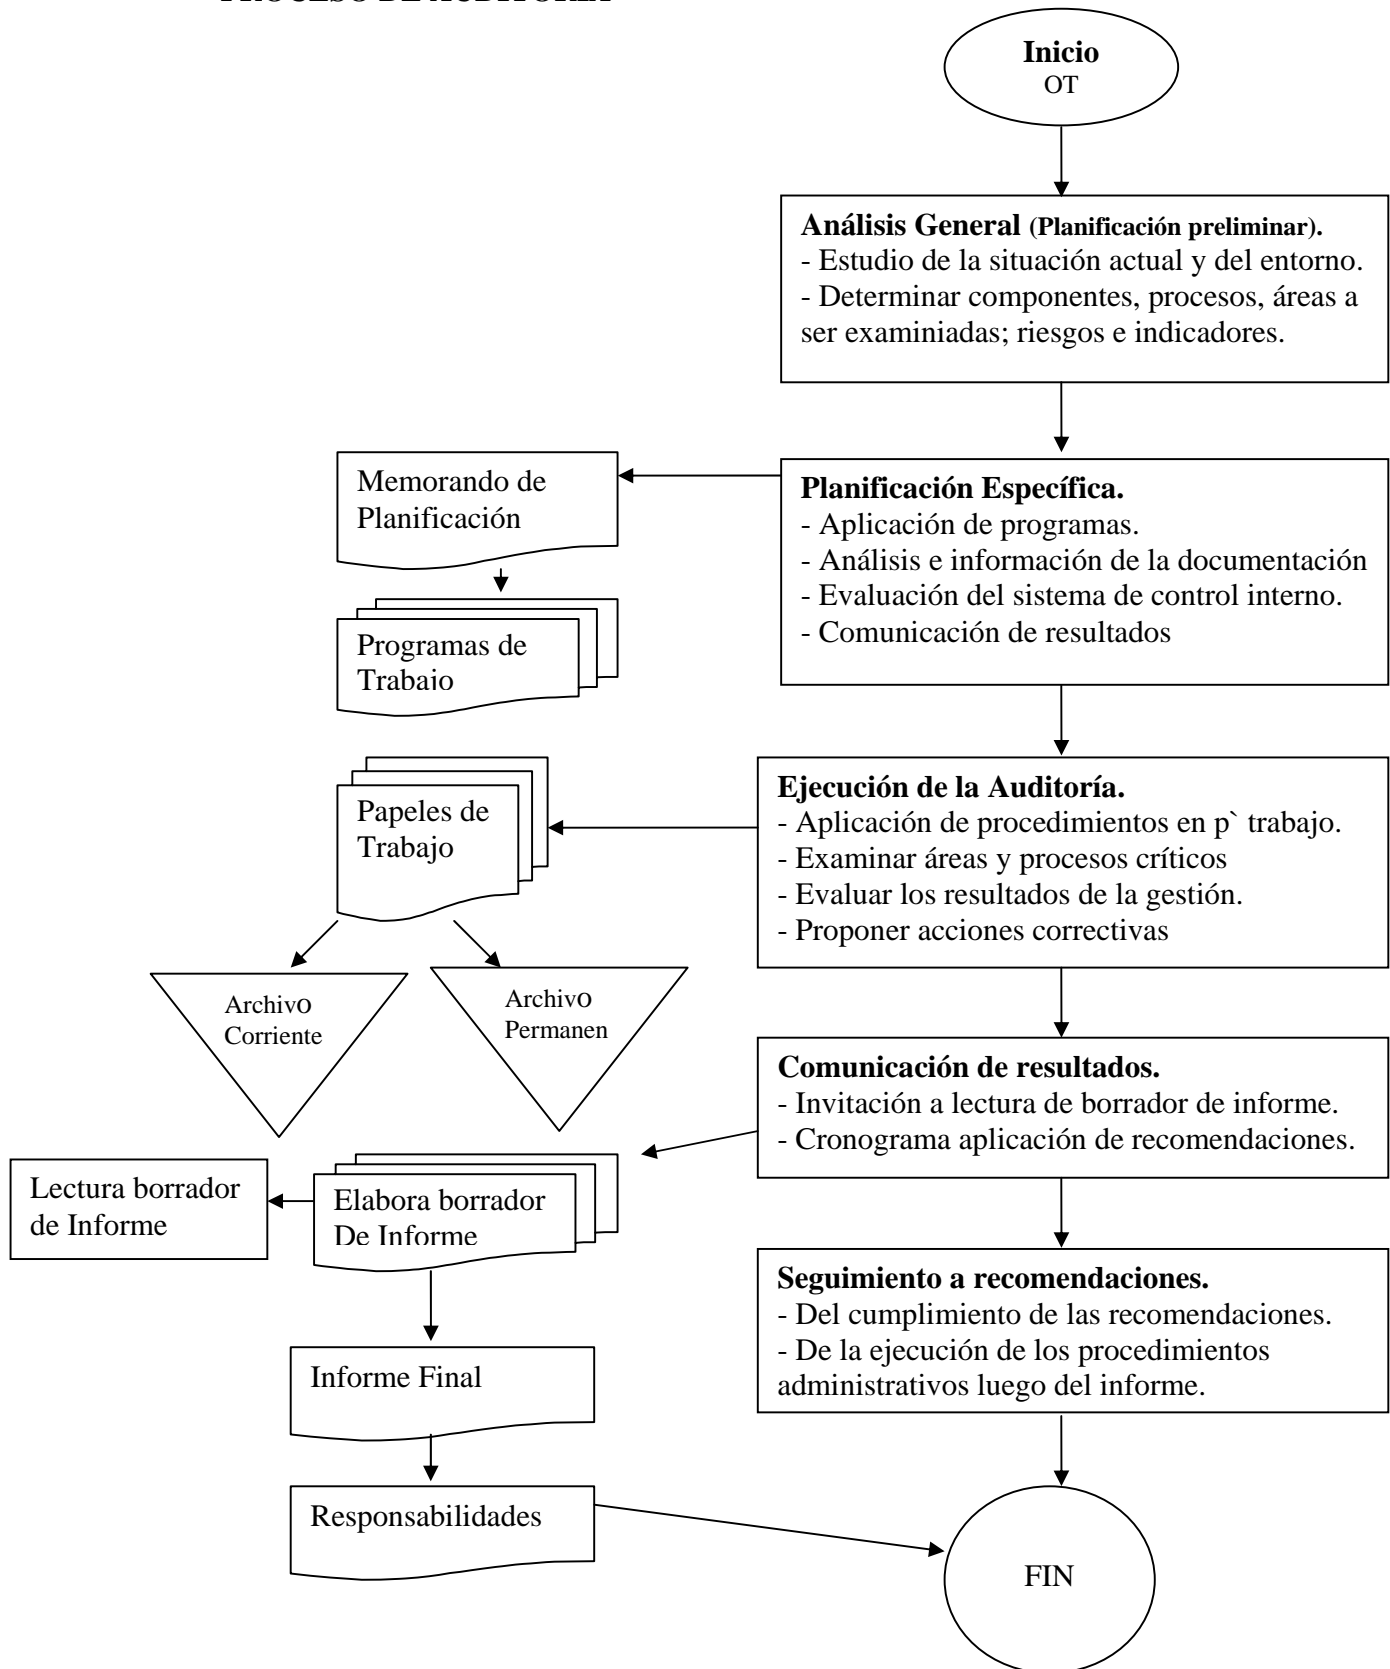 PROCESO DE AUDITORÍA
Inicio
OT
Análisis General (Planificación preliminar).
- Estudio de la situación actual y del entorno.
- Determinar componentes, procesos, áreas a
ser examiniadas; riesgos e indicadores.
Memorando de
Planificación
Planificación Específica.
- Aplicación de programas.
- Análisis e información de la documentación
- Evaluación del sistema de control interno.
- Comunicación de resultados
Programas de
Trabajo
Papeles de
Trabajo
Ejecución de la Auditoría.
- Aplicación de procedimientos en p` trabajo.
- Examinar áreas y procesos críticos
- Evaluar los resultados de la gestión.
- Proponer acciones correctivas
Archivo
Corriente
Archivo
Permanen
Comunicación de resultados.
- Invitación a lectura de borrador de informe.
- Cronograma aplicación de recomendaciones.
Lectura borrador
de Informe
Elabora borrador
De Informe
Seguimiento a recomendaciones.
- Del cumplimiento de las recomendaciones.
- De la ejecución de los procedimientos
administrativos luego del informe.
Informe Final
Responsabilidades
FIN